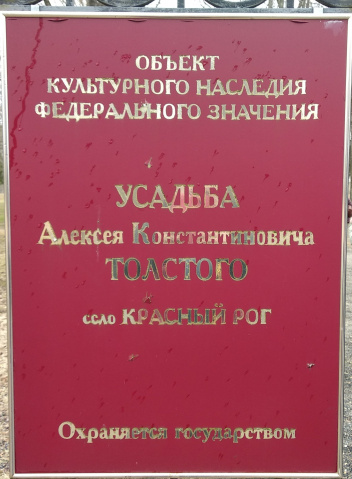 ОБЪЕКТ
КУЛЬТУРНОГО НАСЛЕДИЯ
ФЕДЕРАЛЬНОГО ЗНАЧЕНИЯ
УСАДЬБА
Алексея Константиновича
ТОЛСТОГО
село КРАСНЫЙ РОГ
Охраняется государством